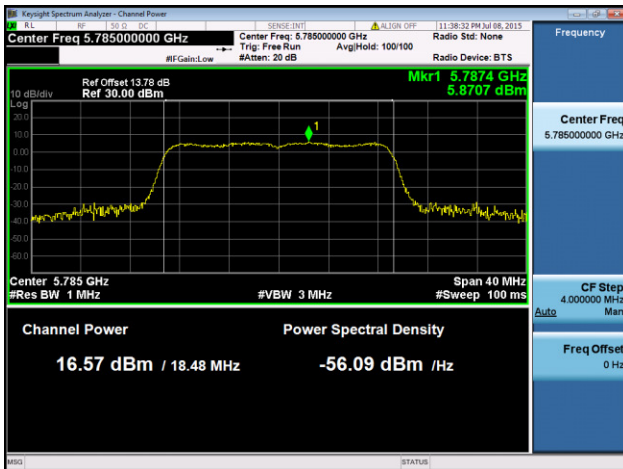 Keysight Spectrum Analyzer - Channel Power
RL RF 50 Ω DC SENSE:INT ALIGN OFF 11:38:32 PM Jul 08, 2015
Center Freq 5.785000000 GHz
Center Freq: 5.785000000 GHz
Radio Std: None
Trig: Free Run Avg|Hold: 100/100
#IFGain:Low
#Atten: 20 dB
Radio Device: BTS
Frequency
Ref Offset 13.78 dB
10 dB/div Ref 30.00 dBm
Mkr1 5.7874 GHz
5.8707 dBm
Log
20.0
10.0
0.00
-10.0
-20.0
-30.0
-40.0
-50.0
-60.0
1
Center 5.785 GHz
Span 40 MHz
#Res BW 1 MHz
#VBW 3 MHz
#Sweep 100 ms
Channel Power
Power Spectral Density
16.57 dBm / 18.48 MHz
-56.09 dBm /Hz
Center Freq
5.785000000 GHz
CF Step
4.000000 MHz
Auto Man
Freq Offset
0 Hz
MSG STATUS